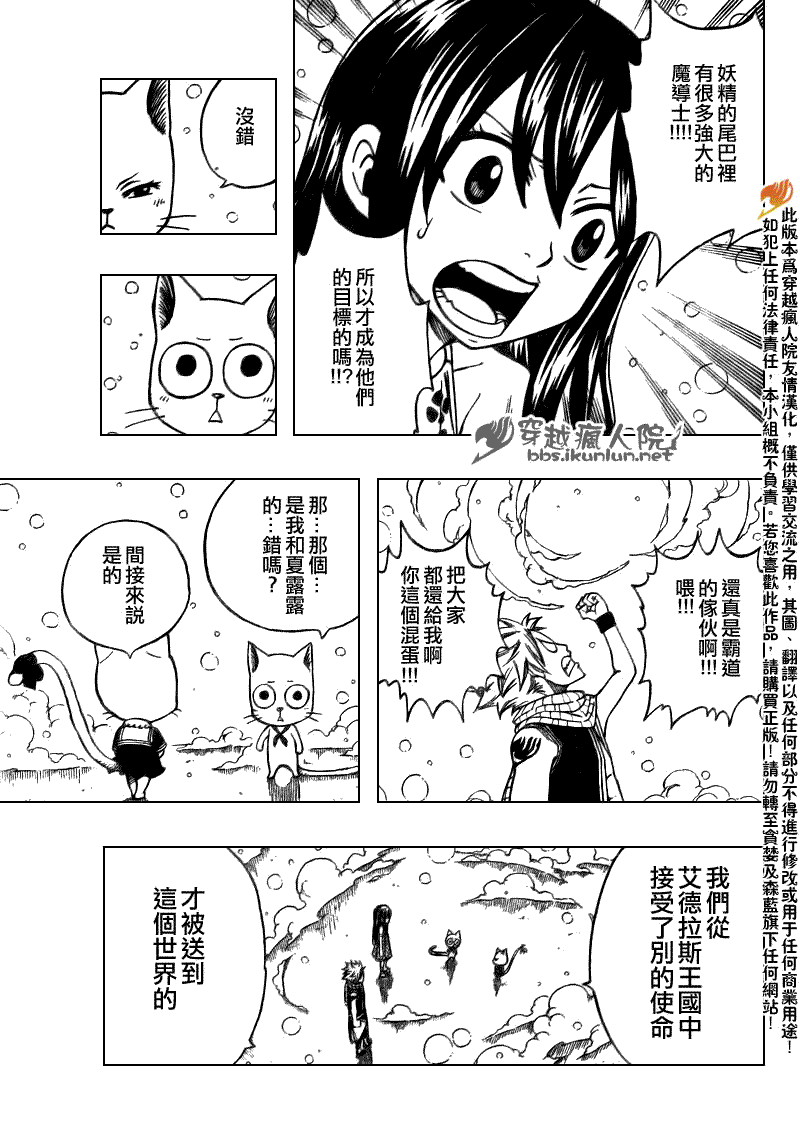 妖精的尾巴裡
有很多強大的
魔導士!!!!
所以才成為他們
的目標的嗎!!?
沒錯
還真是霸道
的傢伙啊!!!
喂!!!
把大家
都還給我啊
你這個混蛋!!!
那…那個…
是我和夏露露
的…錯嗎?
間接來說
是的
我們從
艾德拉斯王國中
接受了別的使命
才被送到
這個世界的
穿越瘋人院
bbs.ikunlun.net
此版本爲穿越瘋人院友情漢化，僅供學習交流之用，其圖、翻譯以及任何部分不得進行修改或用于任何商業用途！
如犯上任何法律責任，本小組概不負責。若您喜歡此作品，請購買正版！請勿轉至貪婪及森藍旗下任何網站！